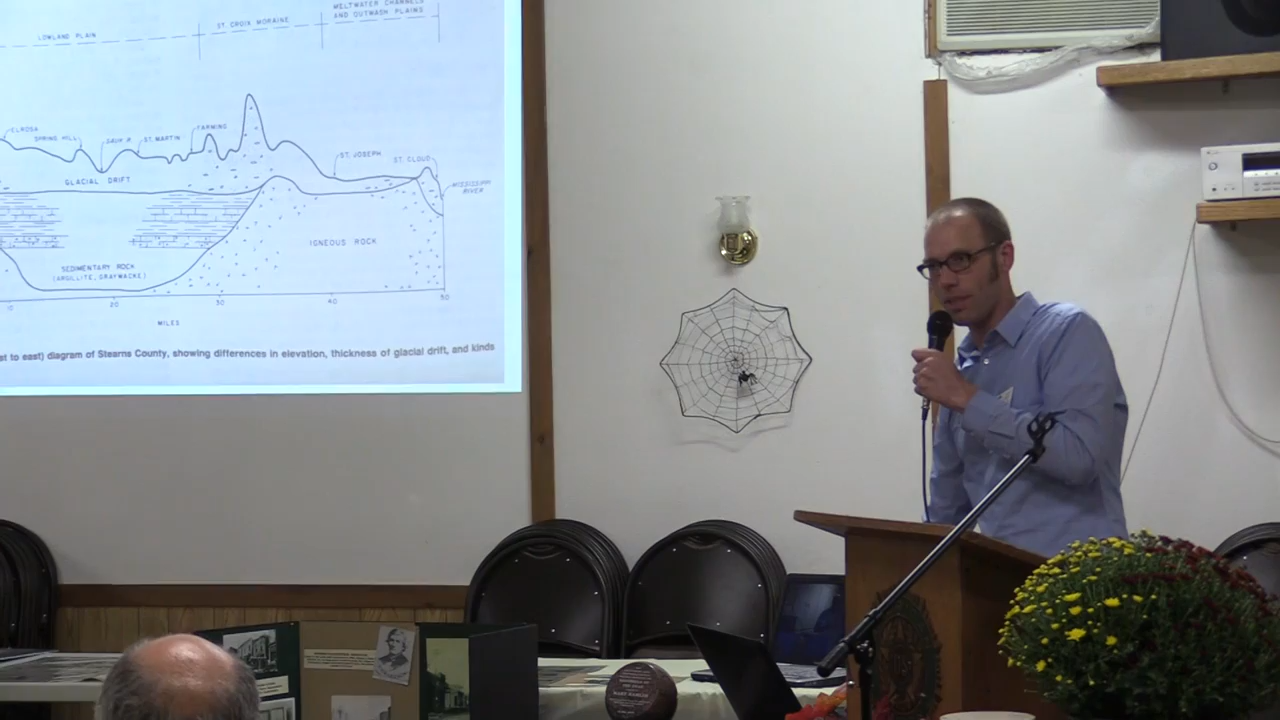 MELTWATER CHANNELS
AND OUTWASH PLAINS
ST CROIX MORAINE
LOWLAND PLAIN
ELROSA
SPRING HILL
ST. MARTIN
FARMING
ST. JOSEPH
ST. CLOUD
MISSISSIPPI
RIVER
GLACIAL DRIFT
IGNEOUS ROCK
SEDIMENTARY ROCK
(ARGILLITE, GRAYWACKE)
10 20 30 40 50
MILES
st to east) diagram of Stearns County, showing differences in elevation, thickness of glacial drift, and kinds